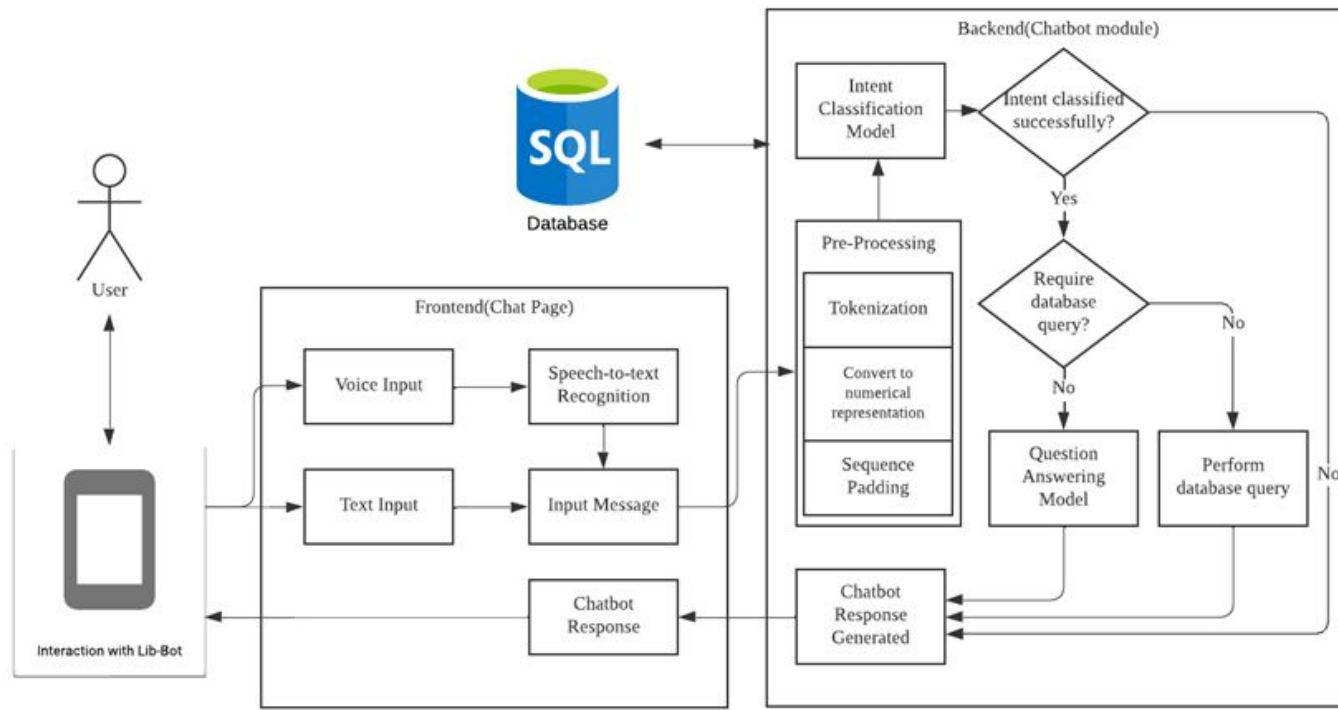 Backend(Chatbot module)
Intent
Classification
Model
Intent classified
successfully?
SQL
Database
Yes
User
Pre-Processing
Tokenization
Convert to
numerical
representation
Sequence
Padding
Require
database
query?
No
No
No
Frontend(Chat Page)
Voice Input
Speech-to-text
Recognition
Text Input
Input Message
Question
Answering
Model
Perform
database query
Chatbot
Response
Chatbot
Response
Generated
Interaction with Lib-Bot